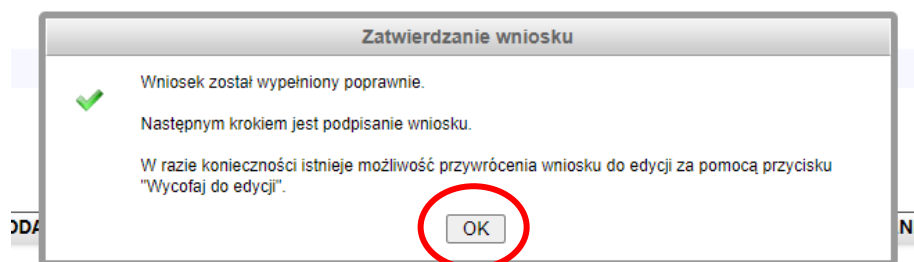 Zatwierdzanie wniosku
Wniosek został wypełniony poprawnie.
Następnym krokiem jest podpisanie wniosku.
W razie konieczności istnieje możliwość przywrócenia wniosku do edycji za pomocą przycisku
"Wycofaj do edycji".
OK